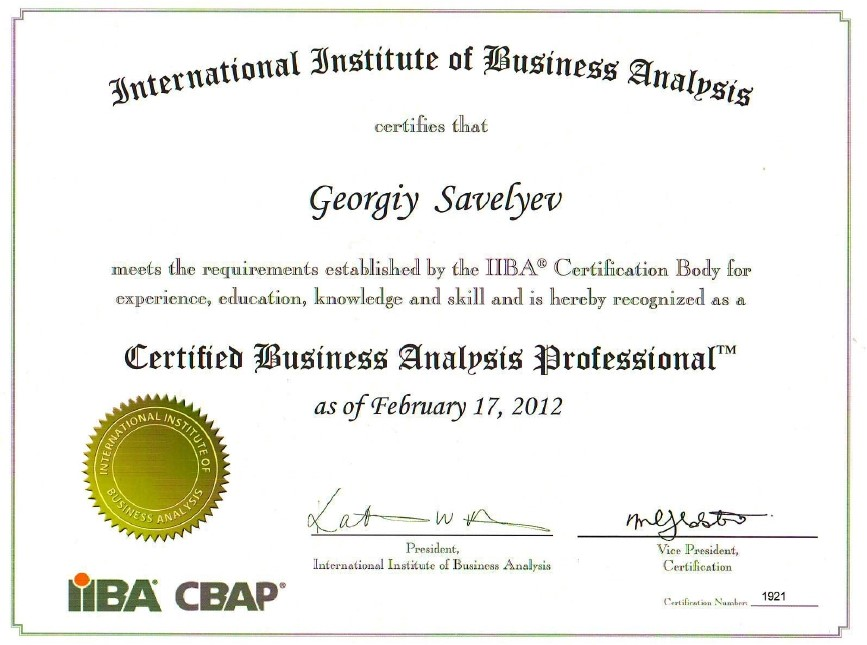 International Institute of Business Analysis
certifies that
Georgiy Savelyev
meets the requirements established by the IIBA® Certification Body for
experience, education, knowledge and skill and is hereby recognized as a
Certified Business Analysis Professional™
as of February 17, 2012
INTERNATIONAL INSTITUTE OF
BUSINESS ANALYSIS
President,
International Institute of Business Analysis
Vice President,
Certification
IIBA® CBAP®
Certification Number: 1921